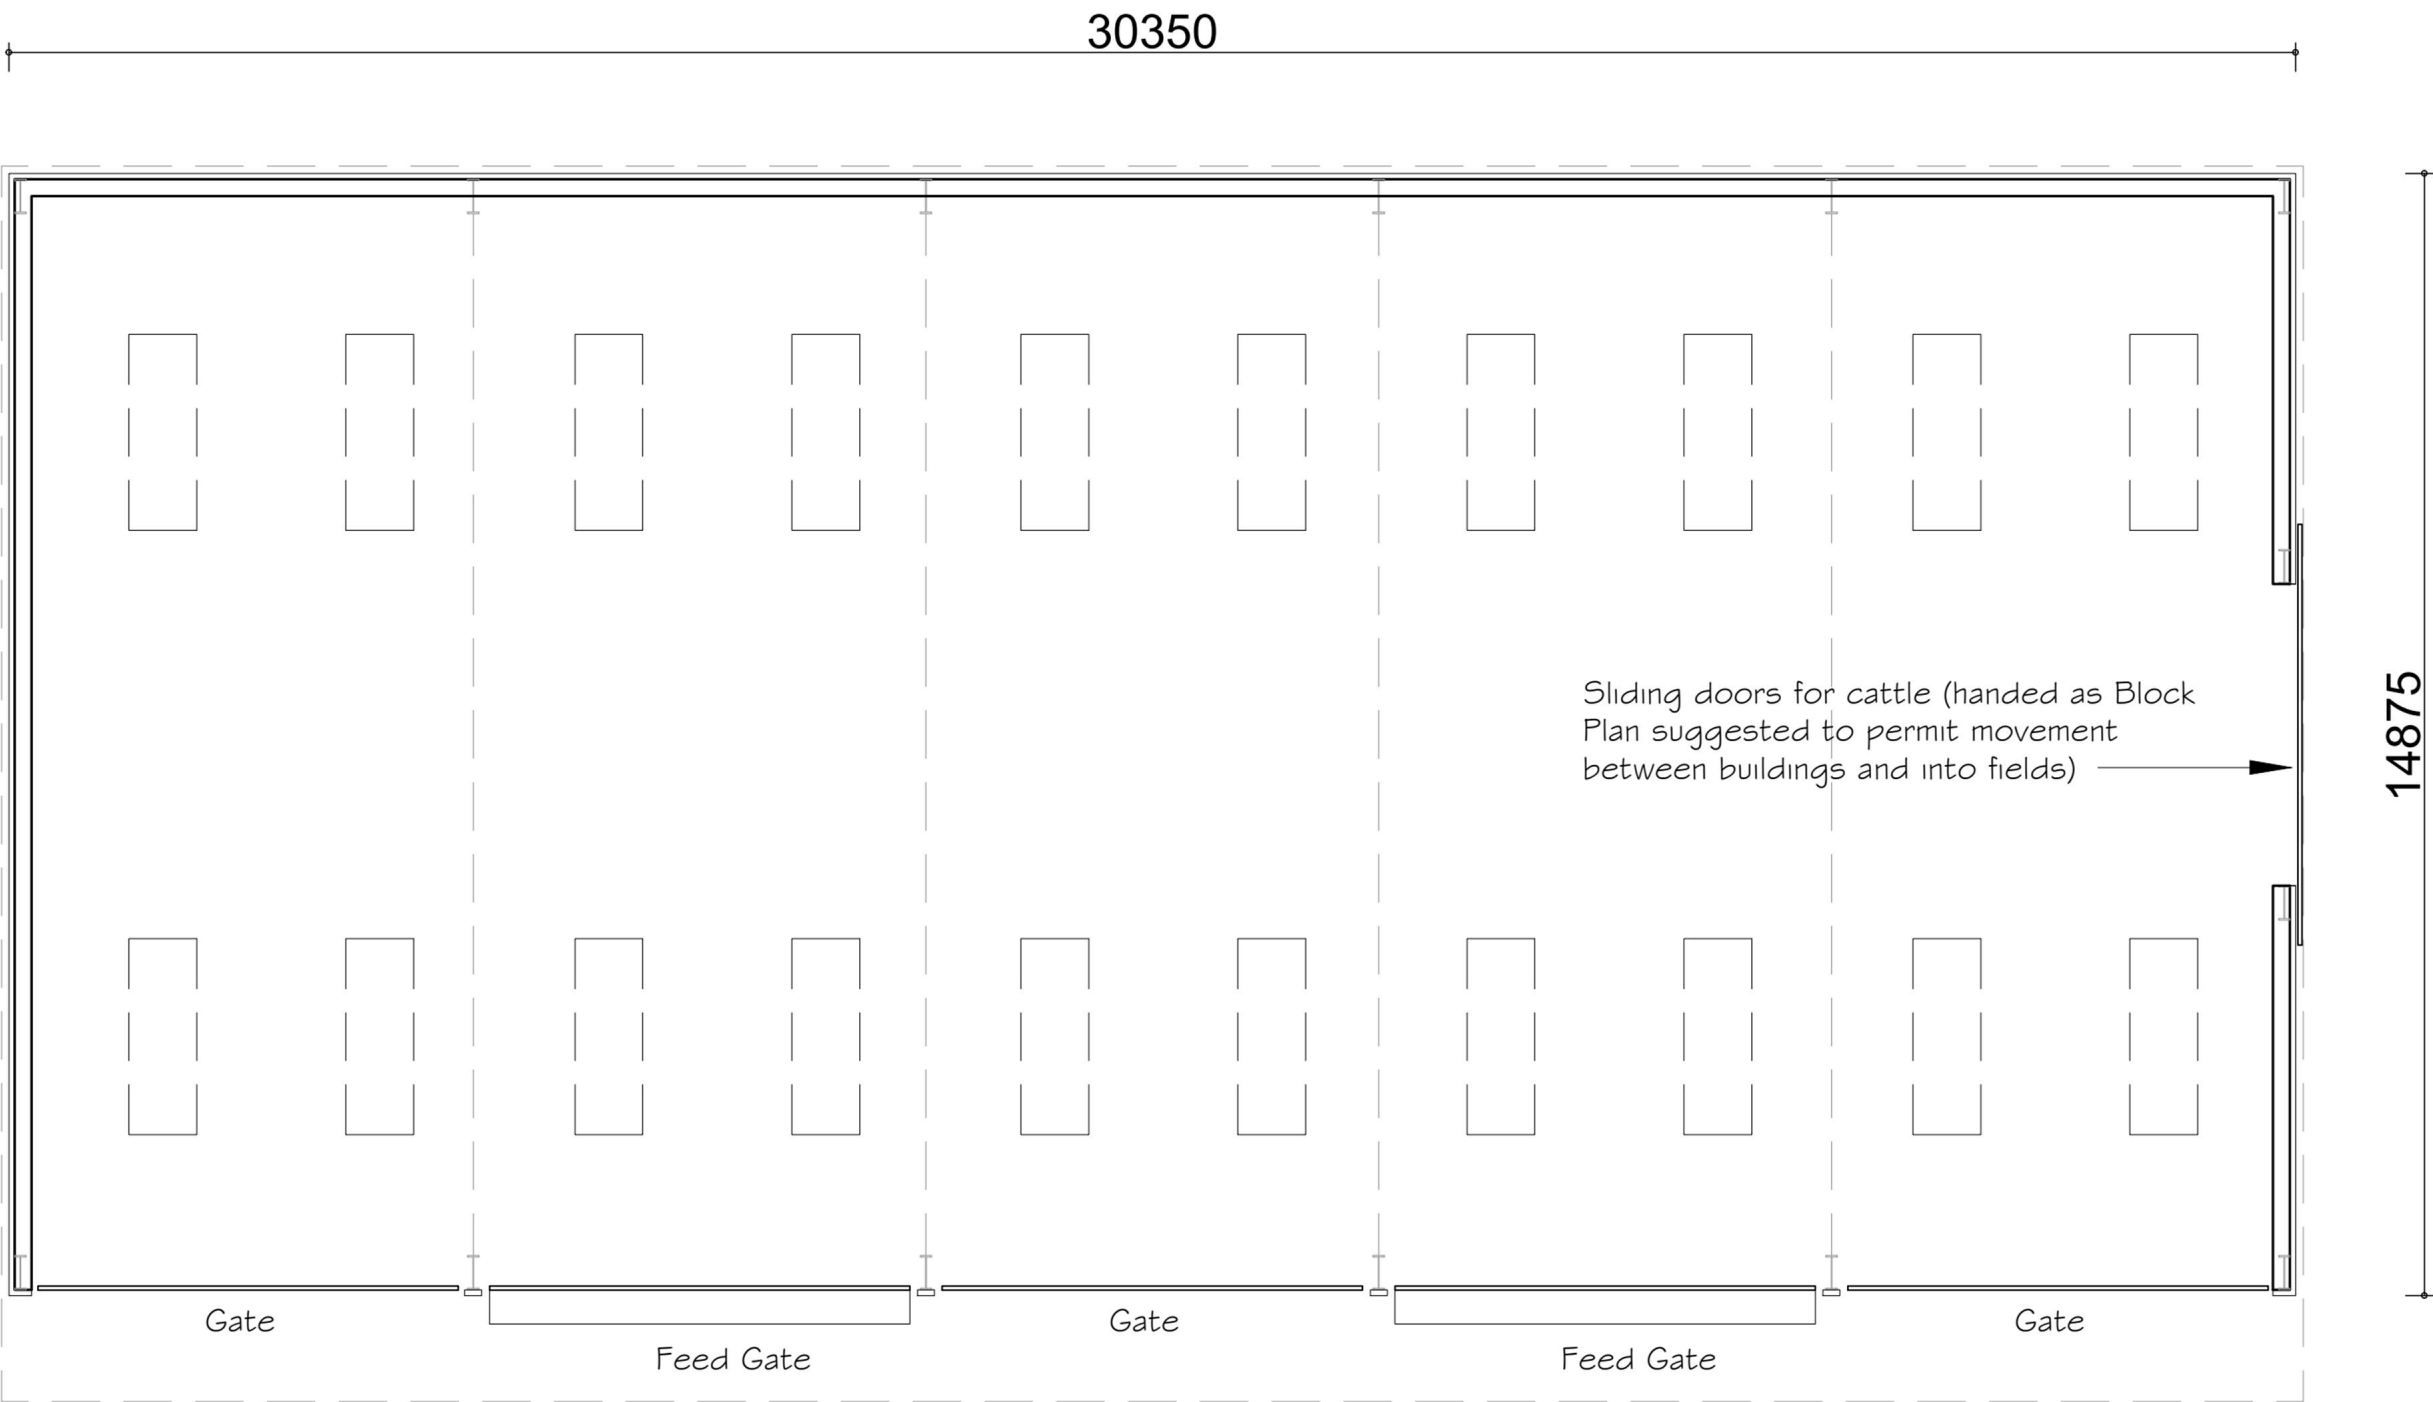 30350
Sliding doors for cattle (handed as Block
Plan suggested to permit movement
between buildings and into fields)
14875
Gate
Gate
Gate
Feed Gate
Feed Gate